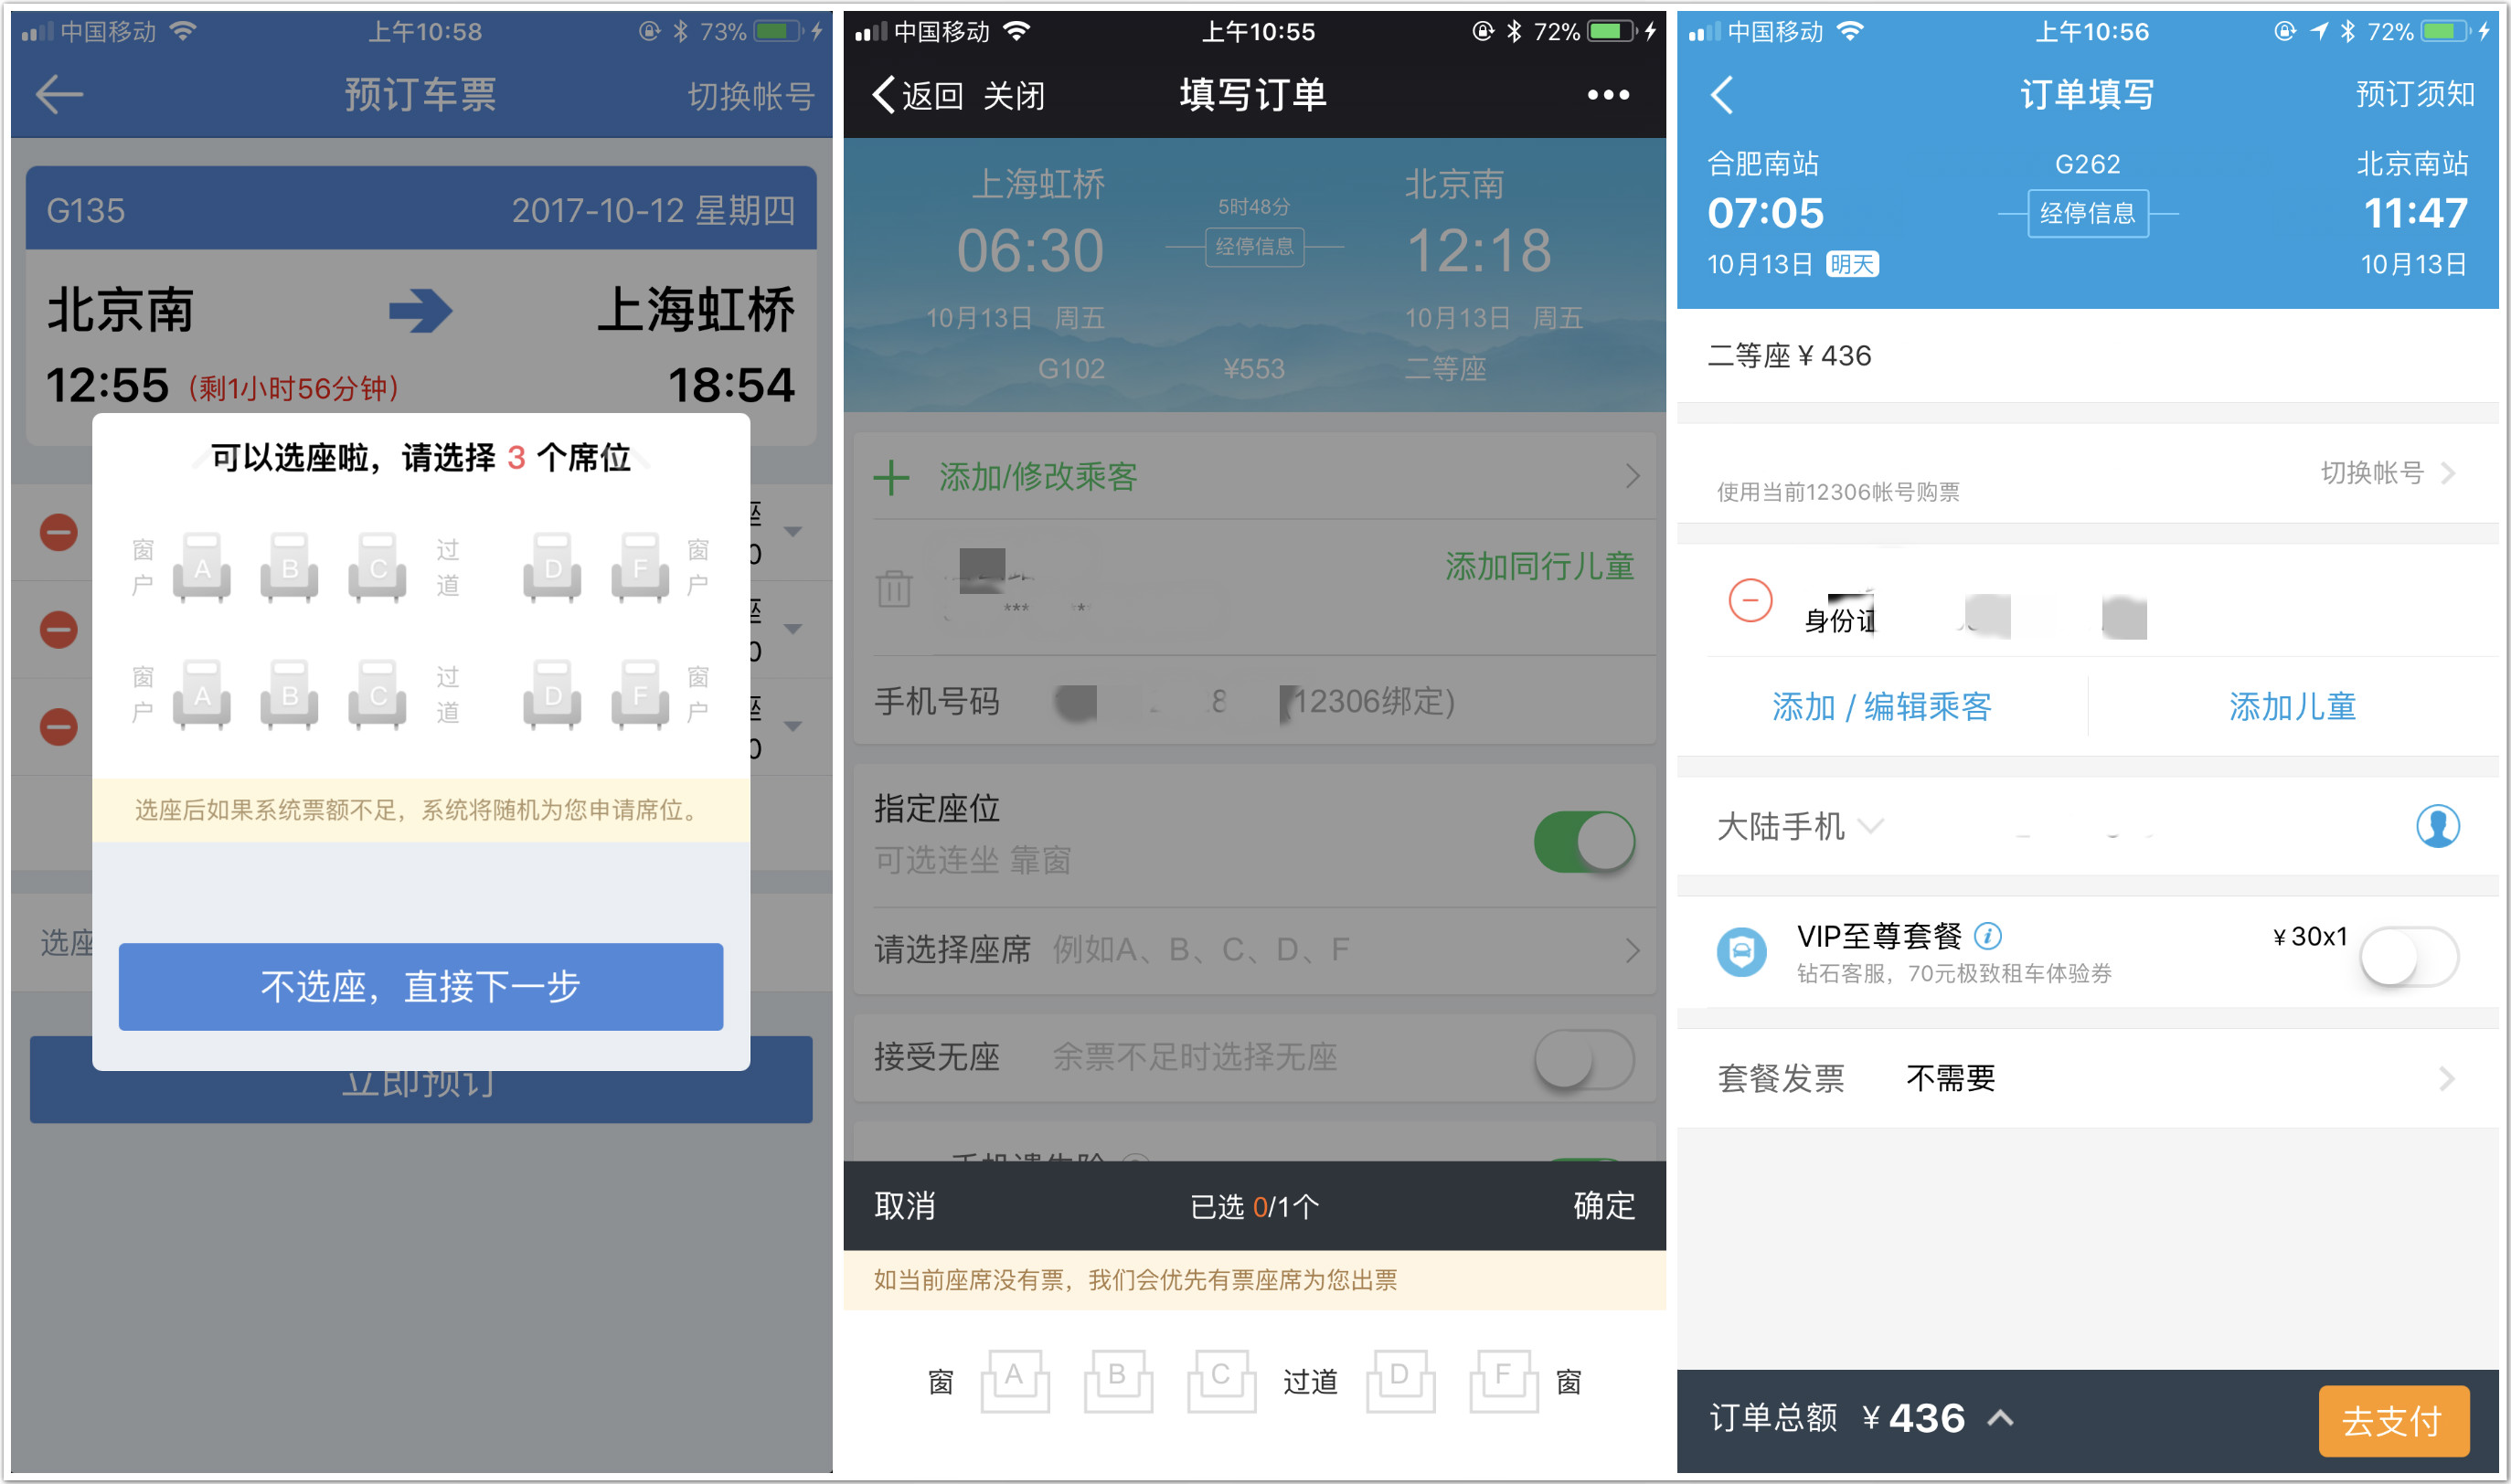 中国移动
上午10:58
73%
预订车票
切换帐号
G135
2017-10-12 星期四
北京南
上海虹桥
12:55
(剩1小时56分钟)
18:54
可以选座啦，请选择 3 个席位
窗户
A
B
C
过道
D
F
窗户
窗户
A
B
C
过道
D
F
窗户
选座后如果系统票额不足，系统将随机为您申请席位。
选座
不选座，直接下一步
立即预订
中国移动
上午10:55
72%
返回 关闭
填写订单
上海虹桥
5时48分
北京南
06:30
经停信息
12:18
10月13日 周五
10月13日 周五
G102
¥553
二等座
添加/修改乘客
添加同行儿童
手机号码
8
(12306绑定)
指定座位
可选连坐 靠窗
请选择座席 例如A、B、C、D、F
接受无座 余票不足时选择无座
取消
已选 0/1个
确定
如当前座席没有票，我们会优先有票座席为您出票
窗
A
B
C
过道
D
F
窗
中国移动
上午10:56
72%
订单填写
预订须知
合肥南站
G262
北京南站
07:05
经停信息
11:47
10月13日 明天
10月13日
二等座 ¥ 436
切换帐号
使用当前12306帐号购票
身份证
添加 / 编辑乘客
添加儿童
大陆手机
VIP至尊套餐
¥ 30x1
钻石客服，70元极致租车体验券
套餐发票 不需要
订单总额 ¥ 436
去支付